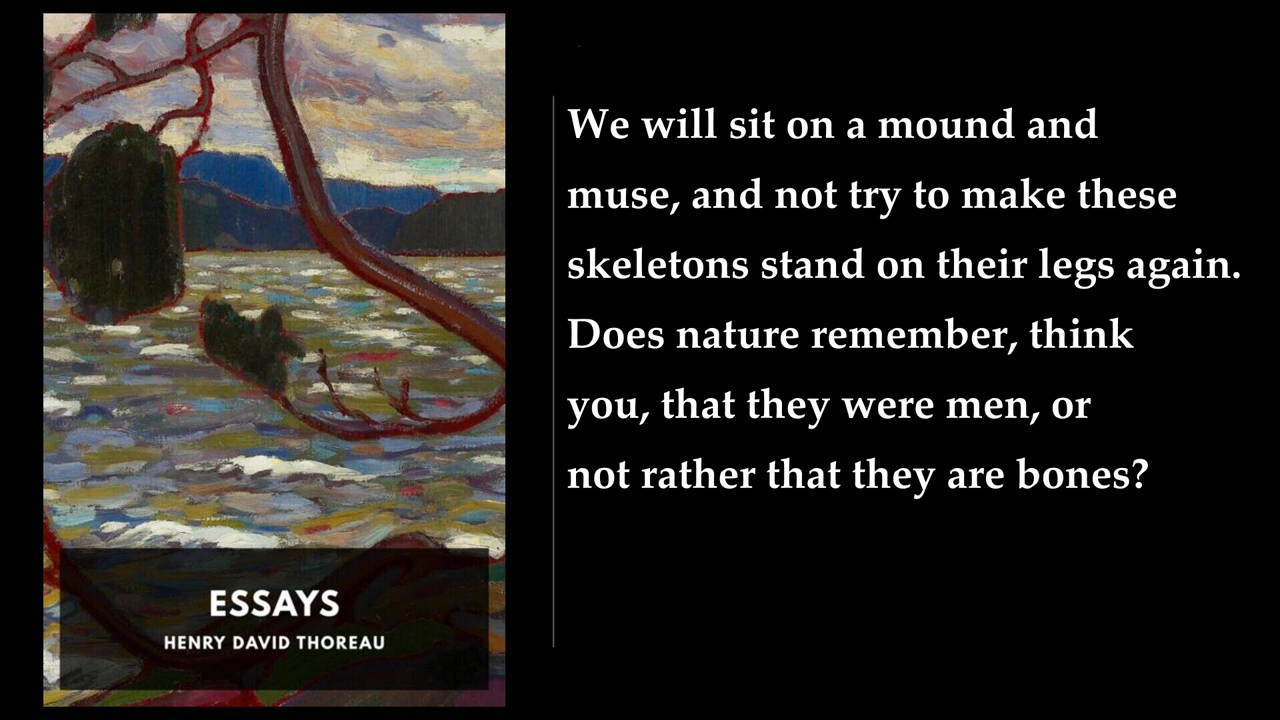 ESSAYS
HENRY DAVID THOREAU
We will sit on a mound and
muse, and not try to make these
skeletons stand on their legs again.
Does nature remember, think
you, that they were men, or
not rather that they are bones?